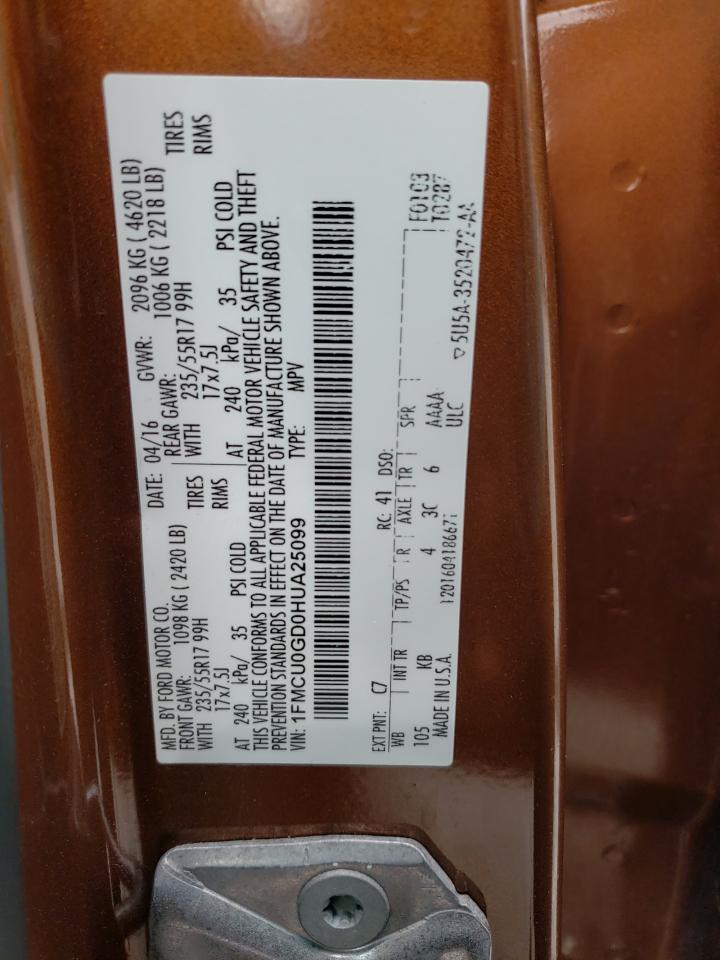 MFD. BY FORD MOTOR CO. DATE: 04/16 GVWR: 2096 KG ( 4620 LB)
FRONT GAWR: 1098 KG ( 2420 LB) REAR GAWR: 1006 KG ( 2218 LB)
WITH 235/55R17 99H TIRES WITH 235/55R17 99H TIRES
17x7.5J RIMS 17x7.5J RIMS
AT 240 kPa/ 35 PSI COLD AT 240 kPa/ 35 PSI COLD
THIS VEHICLE CONFORMS TO ALL APPLICABLE FEDERAL MOTOR VEHICLE SAFETY AND THEFT
PREVENTION STANDARDS IN EFFECT ON THE DATE OF MANUFACTURE SHOWN ABOVE.
VIN: 1FMCU0GD0HUA25099 TYPE: MPV
EXT PNT: C7 RC: 41 DSO: F0103
WB INT TR TP/PS R AXLE TR SPR T0287
105 KB 4 3C 6 AAAA
MADE IN U.S.A. ULC
5U5A-3520472-AA